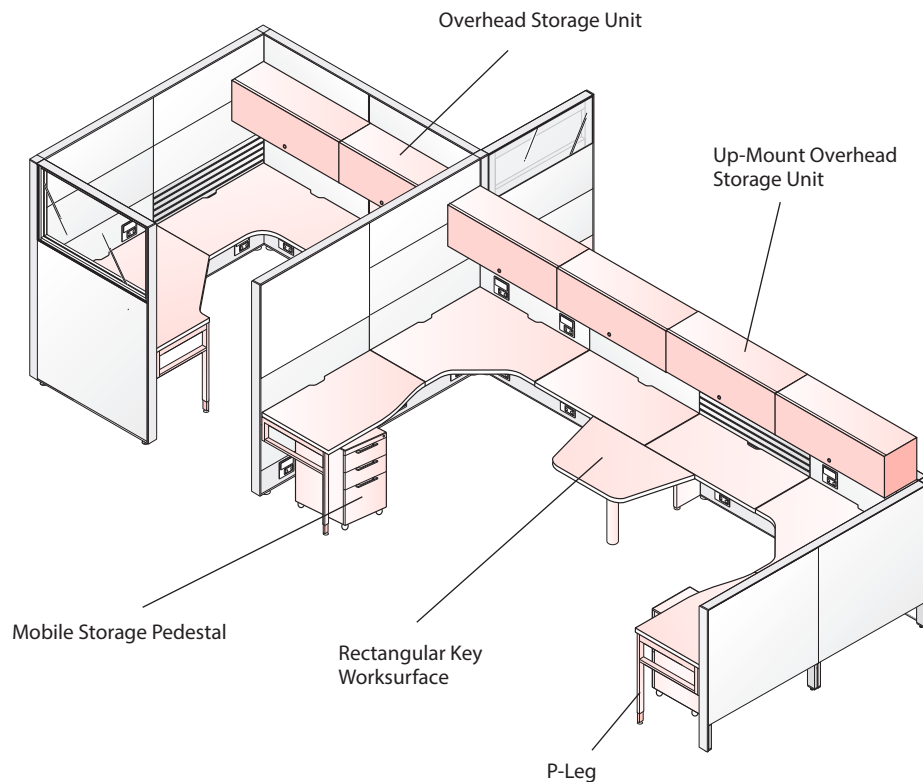 Overhead Storage Unit
Up-Mount Overhead
Storage Unit
Mobile Storage Pedestal
Rectangular Key
Worksurface
P-Leg